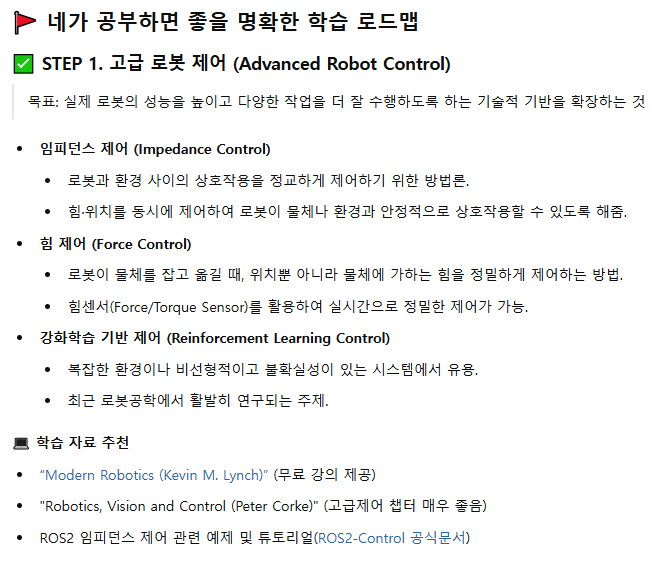 🚩 네가 공부하면 좋을 명확한 학습 로드맵
✅ STEP 1. 고급 로봇 제어 (Advanced Robot Control)
목표: 실제 로봇의 성능을 높이고 다양한 작업을 더 잘 수행하도록 하는 기술적 기반을 확장하는 것
• 임피던스 제어 (Impedance Control)
• 로봇과 환경 사이의 상호작용을 정교하게 제어하기 위한 방법론.
• 힘·위치를 동시에 제어하여 로봇이 물체나 환경과 안정적으로 상호작용할 수 있도록 해줌.
• 힘 제어 (Force Control)
• 로봇이 물체를 잡고 옮길 때, 위치뿐 아니라 물체에 가하는 힘을 정밀하게 제어하는 방법.
• 힘센서(Force/Torque Sensor)를 활용하여 실시간으로 정밀한 제어가 가능.
• 강화학습 기반 제어 (Reinforcement Learning Control)
• 복잡한 환경이나 비선형적이고 불확실성이 있는 시스템에서 유용.
• 최근 로봇공학에서 활발히 연구되는 주제.
💻 학습 자료 추천
• “Modern Robotics (Kevin M. Lynch)” (무료 강의 제공)
• "Robotics, Vision and Control (Peter Corke)" (고급제어 챕터 매우 좋음)
• ROS2 임피던스 제어 관련 예제 및 튜토리얼(ROS2-Control 공식문서)